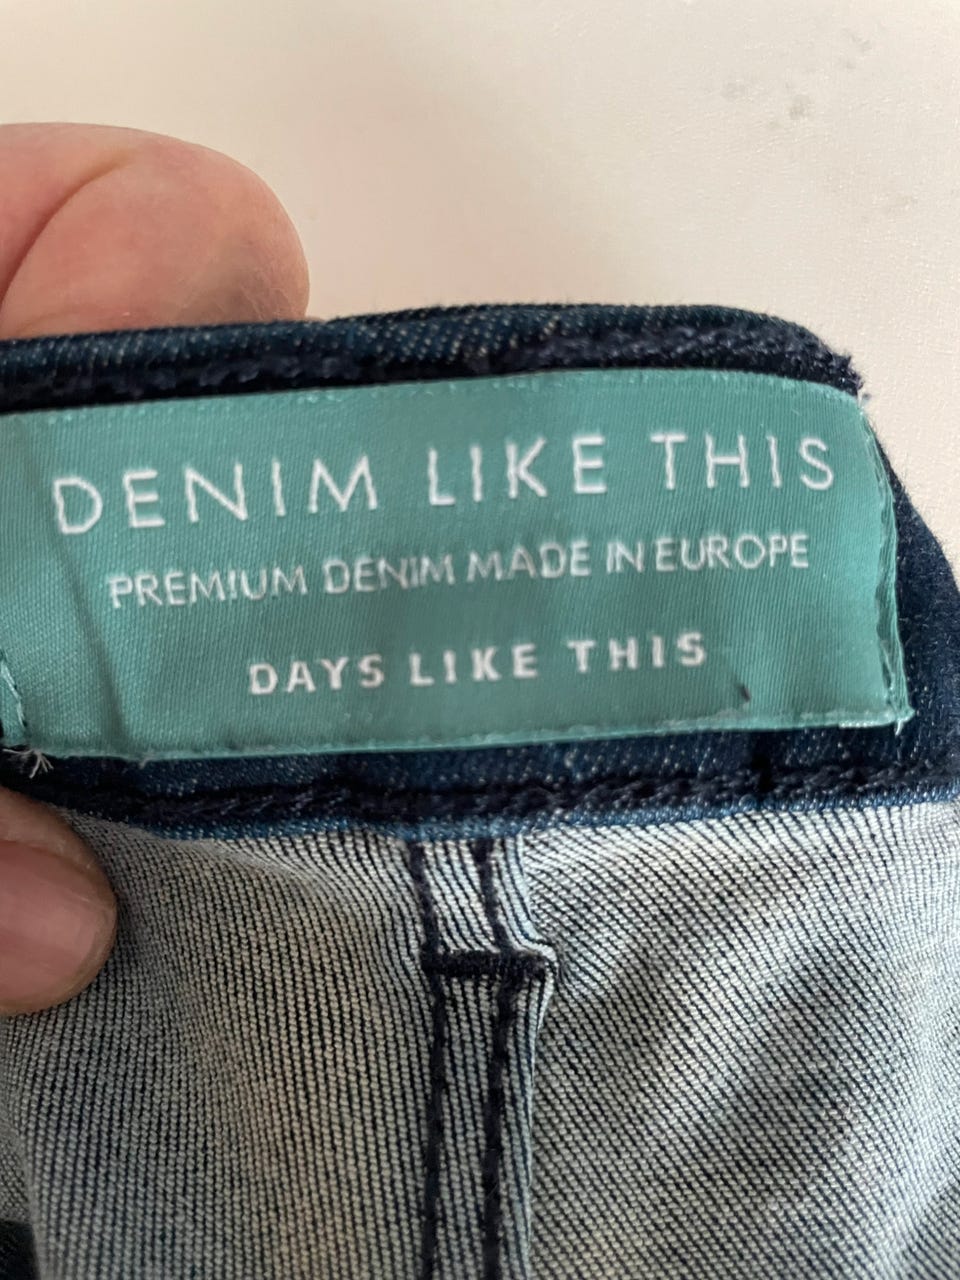 DENIM LIKE THIS
PREMIUM DENIM MADE IN EUROPE
DAYS LIKE THIS